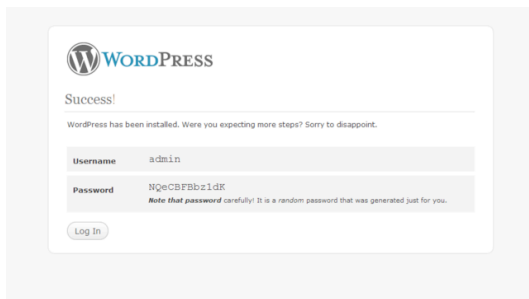 WORDPRESS
Success!
WordPress has been installed. Were you expecting more steps? Sorry to disappoint.
Username admin
Password NQeCBFBbz1dK
Note that password carefully! It is a random password that was generated just for you.
Log In